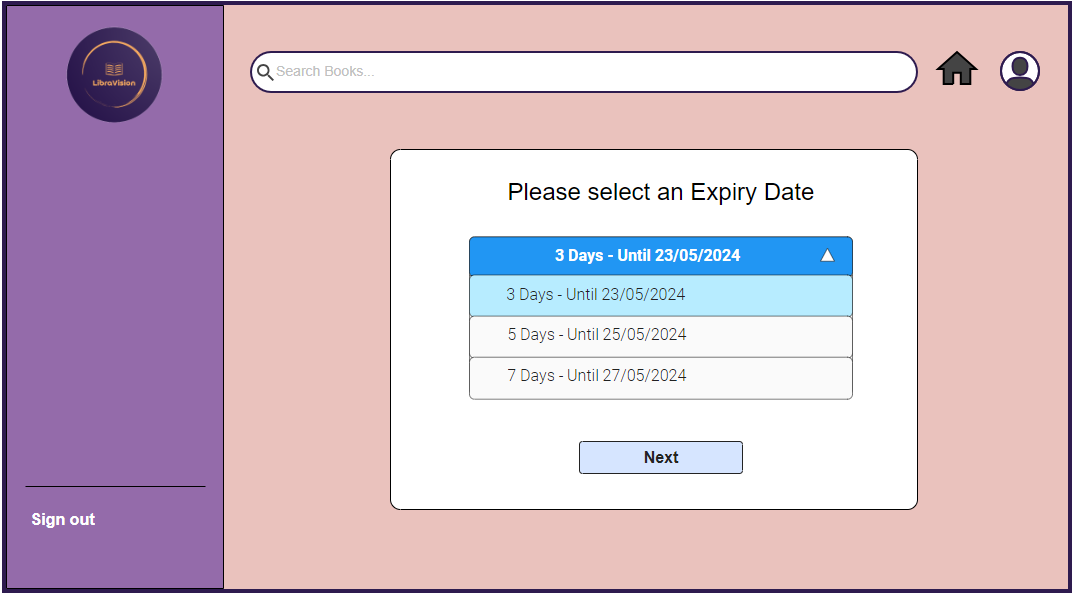 LibraVision
Search Books...
Please select an Expiry Date
3 Days - Until 23/05/2024
3 Days - Until 23/05/2024
5 Days - Until 25/05/2024
7 Days - Until 27/05/2024
Next
Sign out